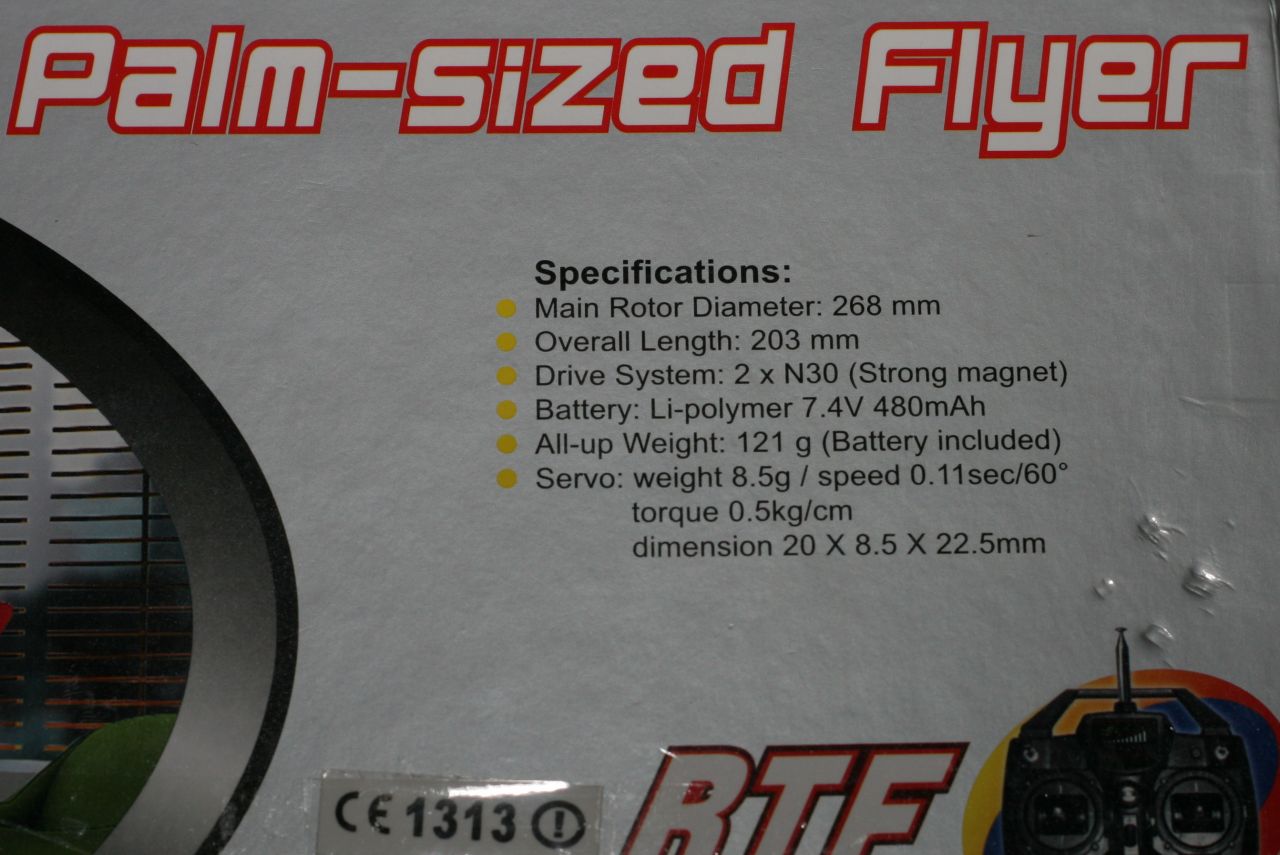 Palm-sized Flyer
Specifications:
Main Rotor Diameter: 268 mm
Overall Length: 203 mm
Drive System: 2 x N30 (Strong magnet)
Battery: Li-polymer 7.4V 480mAh
All-up Weight: 121 g (Battery included)
Servo: weight 8.5g / speed 0.11sec/60°
torque 0.5kg/cm
dimension 20 X 8.5 X 22.5mm
CE 1313
RTF